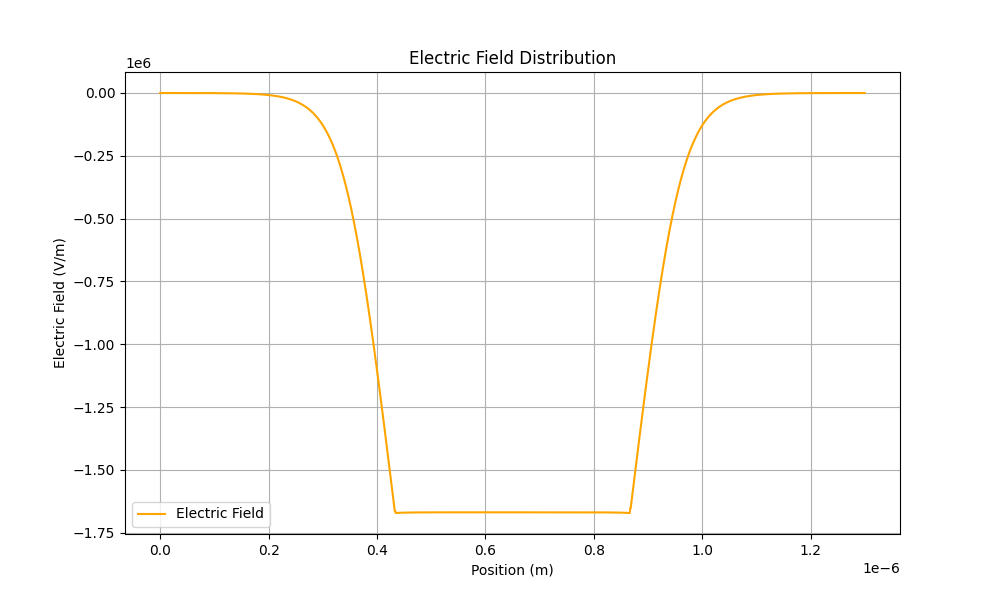 Electric Field Distribution
1e6
0.00
−0.25
−0.50
−0.75
−1.00
−1.25
−1.50
−1.75
Electric Field (V/m)
Electric Field
0.0 0.2 0.4 0.6 0.8 1.0 1.2
Position (m)
1e−6